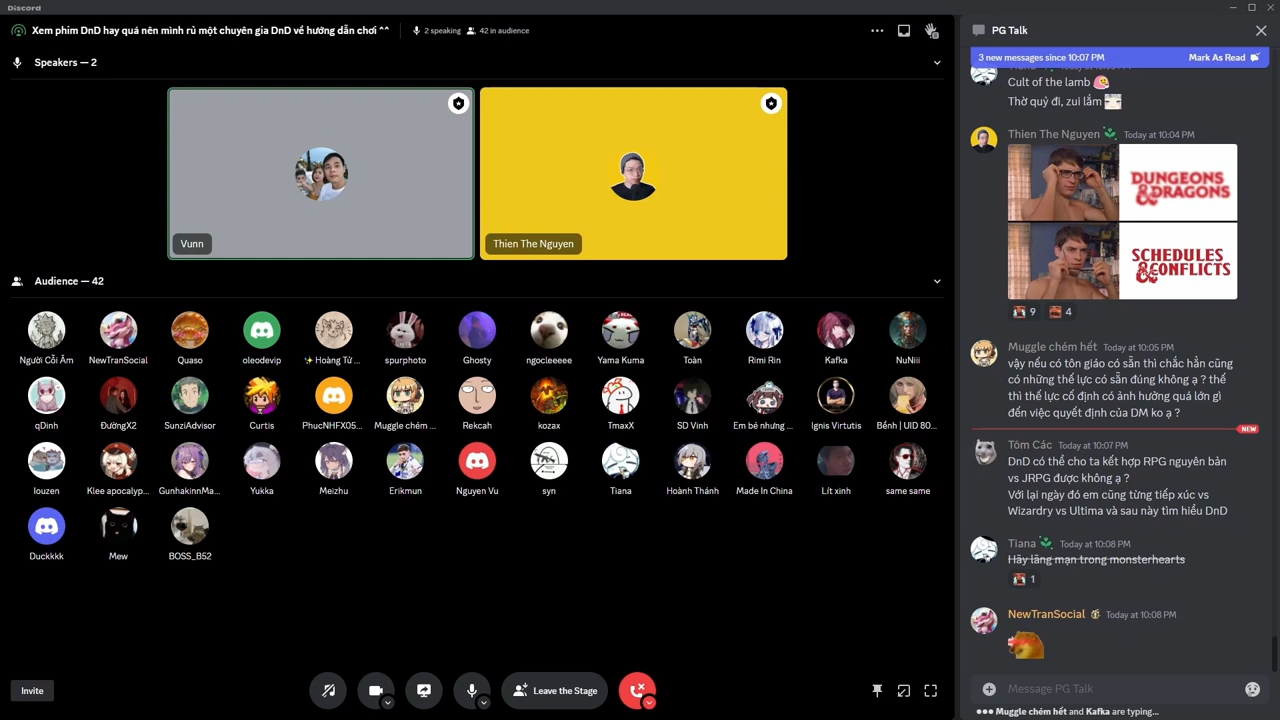 Discord
Xem phim DnD hay quá nên mình rủ một chuyên gia DnD về hướng dẫn chơi ^^
2 speaking
42 in audience
Speakers — 2
Vunn
Thien The Nguyen
Audience — 42
Người Cõi Âm
NewTranSocial
Quaso
oleodevip
✨ Hoàng Tử ...
spurphoto
Ghosty
ngocleeeee
Yama Kuma
Toàn
Rimi Rin
Kafka
NuNiii
qDinh
ĐườngX2
SunziAdvisor
Curtis
PhucNHFX05...
Muggle chém ...
Rekcah
kozax
TmaxX
SD Vinh
Em bé nhưng ...
Ignis Virtutis
Bềnh | UID 80...
louzen
Klee apocalyp...
GunhakinnMa...
Yukka
Meizhu
Erikmun
Nguyen Vu
syn
Tiana
Hoành Thánh
Made In China
Lít xinh
same same
Duckkkk
Mew
BOSS_B52
Invite
Leave the Stage
PG Talk
3 new messages since 10:07 PM
Mark As Read
Cult of the lamb
Thờ quỷ đi, zui lắm
Thien The Nguyen Today at 10:04 PM
DUNGEONS
& DRAGONS
SCHEDULES
& CONFLICTS
9
4
Muggle chém hết Today at 10:05 PM
vậy nếu có tôn giáo có sẵn thì chắc hẳn cũng
có những thế lực có sẵn đúng không ạ ? thế
thì thế lực cố định có ảnh hưởng quá lớn gì
đến việc quyết định của DM ko ạ ?
NEW
Tóm Các Today at 10:07 PM
DnD có thể cho ta kết hợp RPG nguyên bản
vs JRPG được không ạ ?
Với lại ngày đó em cũng từng tiếp xúc vs
Wizardry vs Ultima và sau này tìm hiểu DnD
Tiana Today at 10:08 PM
Hãy lãng mạn trong monsterhearts
1
NewTranSocial Today at 10:08 PM
Message PG Talk
Muggle chém hết and Kafka are typing...